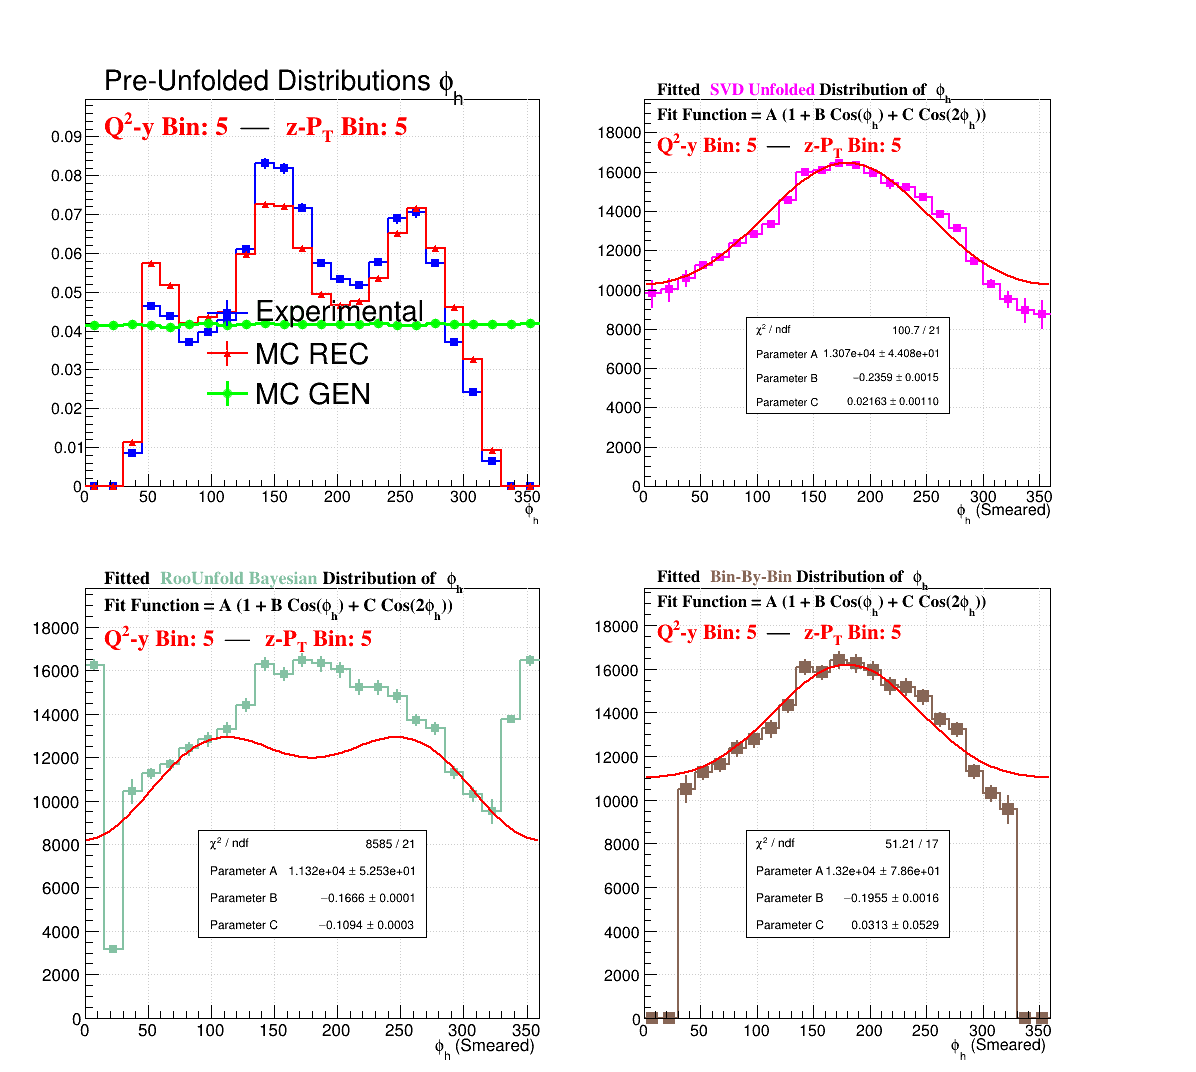 Pre-Unfolded Distributions ϕh
Q2-y Bin: 5 — z-PT Bin: 5
0.09
0.08
0.07
0.06
0.05
0.04
0.03
0.02
0.01
0
Experimental
MC REC
MC GEN
50 100 150 200 250 300 350
ϕh
Fitted SVD Unfolded Distribution of ϕh
Fit Function = A (1 + B Cos(ϕh) + C Cos(2ϕh))
Q2-y Bin: 5 — z-PT Bin: 5
18000
16000
14000
12000
10000
8000
6000
4000
2000
0
χ2 / ndf 100.7 / 21
Parameter A 1.307e+04 ± 4.408e+01
Parameter B −0.2359 ± 0.0015
Parameter C 0.02163 ± 0.00110
0 50 100 150 200 250 300 350
ϕh (Smeared)
Fitted RooUnfold Bayesian Distribution of ϕh
Fit Function = A (1 + B Cos(ϕh) + C Cos(2ϕh))
Q2-y Bin: 5 — z-PT Bin: 5
18000
16000
14000
12000
10000
8000
6000
4000
2000
0
χ2 / ndf 8585 / 21
Parameter A 1.132e+04 ± 5.253e+01
Parameter B −0.1666 ± 0.0001
Parameter C −0.1094 ± 0.0003
0 50 100 150 200 250 300 350
ϕh (Smeared)
Fitted Bin-By-Bin Distribution of ϕh
Fit Function = A (1 + B Cos(ϕh) + C Cos(2ϕh))
Q2-y Bin: 5 — z-PT Bin: 5
18000
16000
14000
12000
10000
8000
6000
4000
2000
0
χ2 / ndf 51.21 / 17
Parameter A 1.32e+04 ± 7.86e+01
Parameter B −0.1955 ± 0.0016
Parameter C 0.0313 ± 0.0529
0 50 100 150 200 250 300 350
ϕh (Smeared)